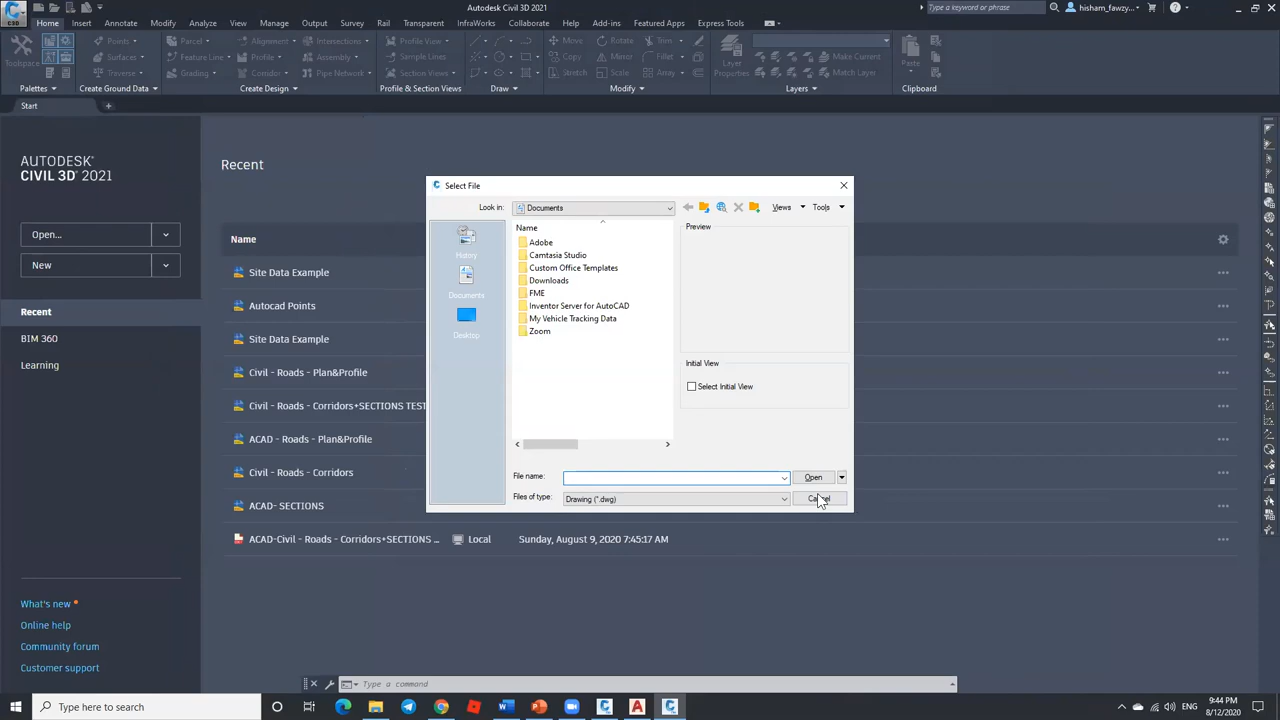 Autodesk Civil 3D 2021
Type a keyword or phrase
hisham_fawzy...
C3D
Home Insert Annotate Modify Analyze View Manage Output Survey Rail Transparent InfraWorks Collaborate Help Add-ins Featured Apps Express Tools
Toolspace
Points
Surfaces
Traverse
Parcel
Feature Line
Grading
Alignment
Profile
Corridor
Intersections
Assembly
Pipe Network
Profile View
Sample Lines
Section Views
Move
Copy
Stretch
Rotate
Mirror
Scale
Trim
Fillet
Array
Layer
Properties
Make Current
Match Layer
Paste
Palettes
Create Ground Data
Create Design
Profile & Section Views
Draw
Modify
Layers
Clipboard
Start
AUTODESK®
CIVIL 3D® 2021
Open...
New
Recent
BIM 360
Learning
What's new
Online help
Community forum
Customer support
Recent
Name
Site Data Example
Autocad Points
Site Data Example
Civil - Roads - Plan&Profile
Civil - Roads - Corridors+SECTIONS TEST
ACAD - Roads - Plan&Profile
Civil - Roads - Corridors
ACAD- SECTIONS
ACAD-Civil - Roads - Corridors+SECTIONS ... Local Sunday, August 9, 2020 7:45:17 AM
Select File
Look in: Documents
Views Tools
History
Documents
Desktop
Name
Adobe
Camtasia Studio
Custom Office Templates
Downloads
FME
Inventor Server for AutoCAD
My Vehicle Tracking Data
Zoom
Preview
Initial View
Select Initial View
File name: Open
Files of type: Drawing (*.dwg) Cancel
Type a command
Type here to search
ENG
9:44 PM
8/12/2020